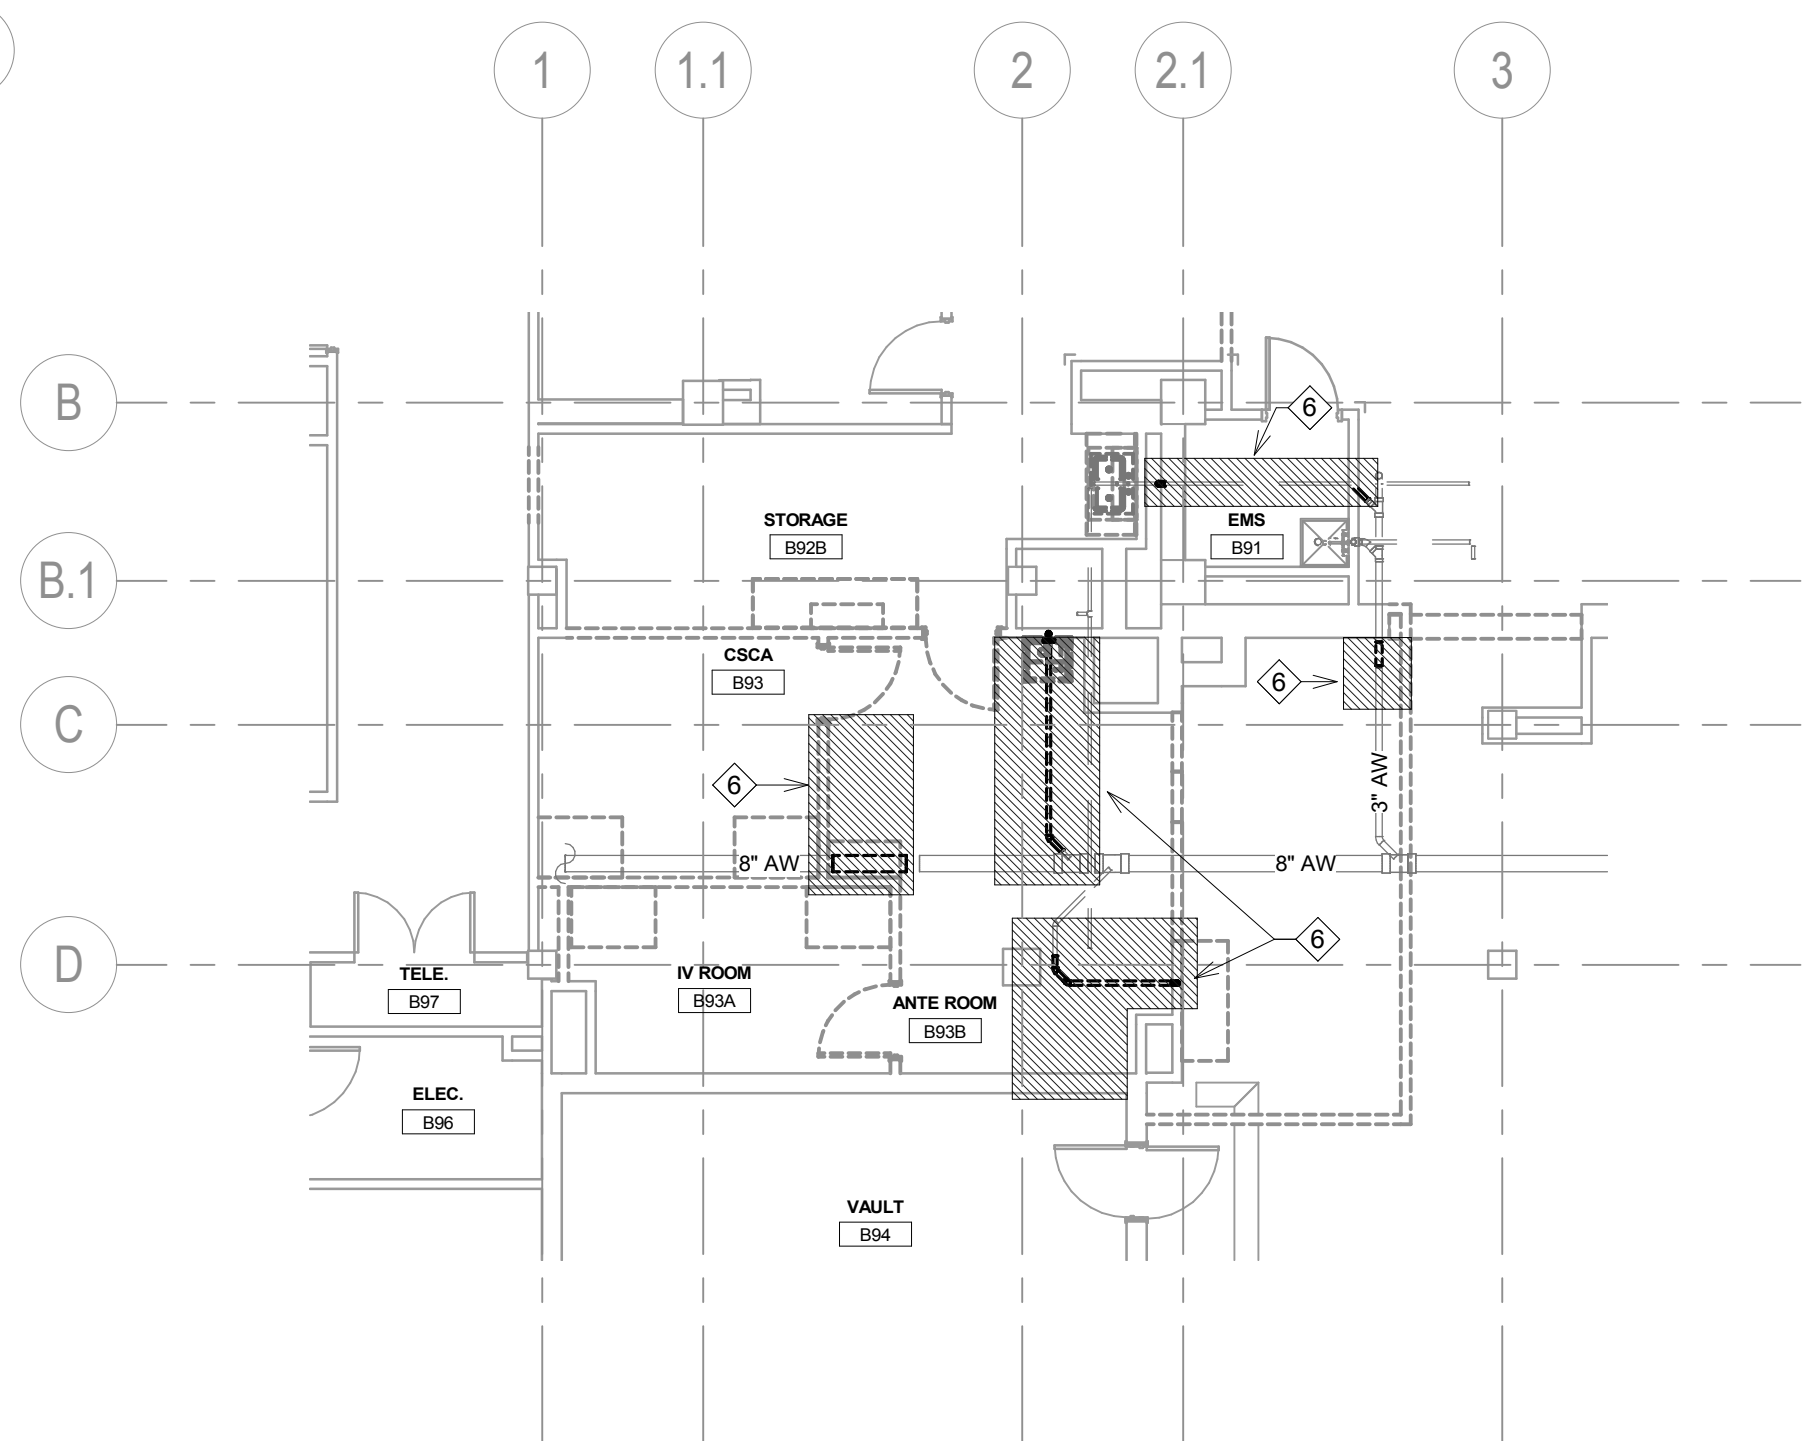 1
1.1
2
2.1
3
B
6
STORAGE
B92B
EMS
B91
B.1
CSCA
B93
6
C
6
3" AW
8" AW
8" AW
6
D
TELE.
B97
IV ROOM
B93A
ANTE ROOM
B93B
ELEC.
B96
VAULT
B94